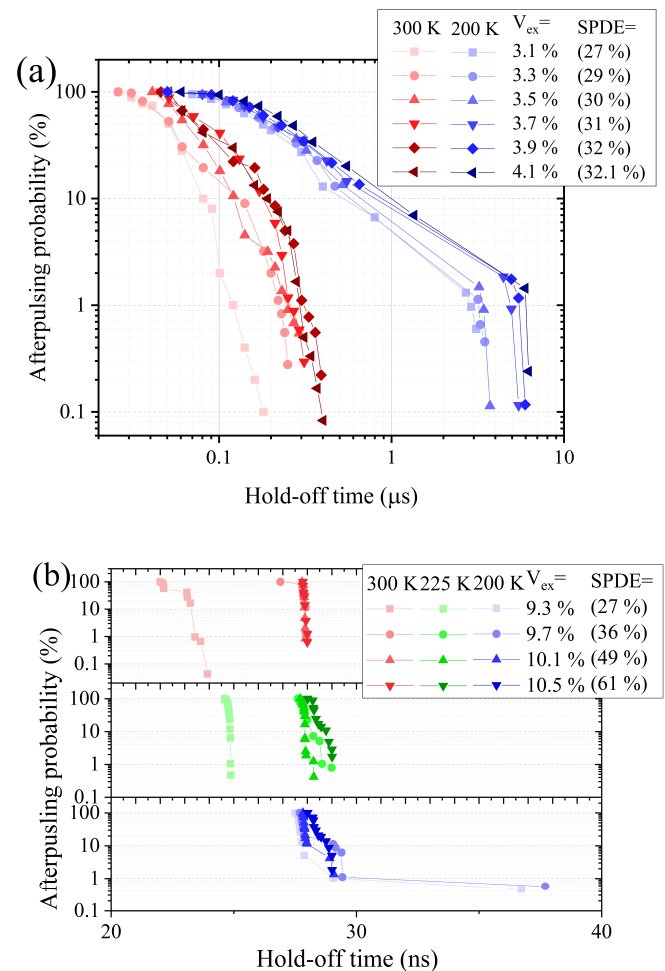 300 K 200 K V_ex= SPDE=
3.1 % (27 %)
3.3 % (29 %)
3.5 % (30 %)
3.7 % (31 %)
3.9 % (32 %)
4.1 % (32.1 %)
(a)
Afterpulsing probability (%)
100
10
1
0.1
0.1 1 10
Hold-off time (μs)
(b)
300 K 225 K 200 K V_ex= SPDE=
9.3 % (27 %)
9.7 % (36 %)
10.1 % (49 %)
10.5 % (61 %)
Afterpusling probability (%)
100
10
1
0.1
100
10
1
0.1
100
10
1
0.1
20 30 40
Hold-off time (ns)